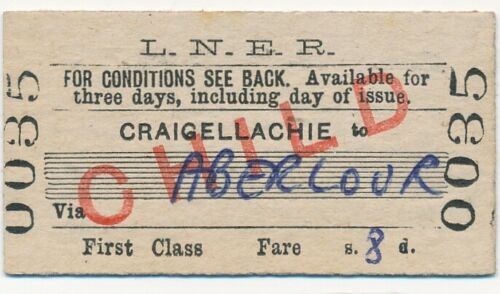 L. N. E. R.
FOR CONDITIONS SEE BACK. Available for
three days, including day of issue.
CRAIGELLACHIE to
ABERLOUR
CHILD
Via
First Class Fare s. 8 d.
0035
0035